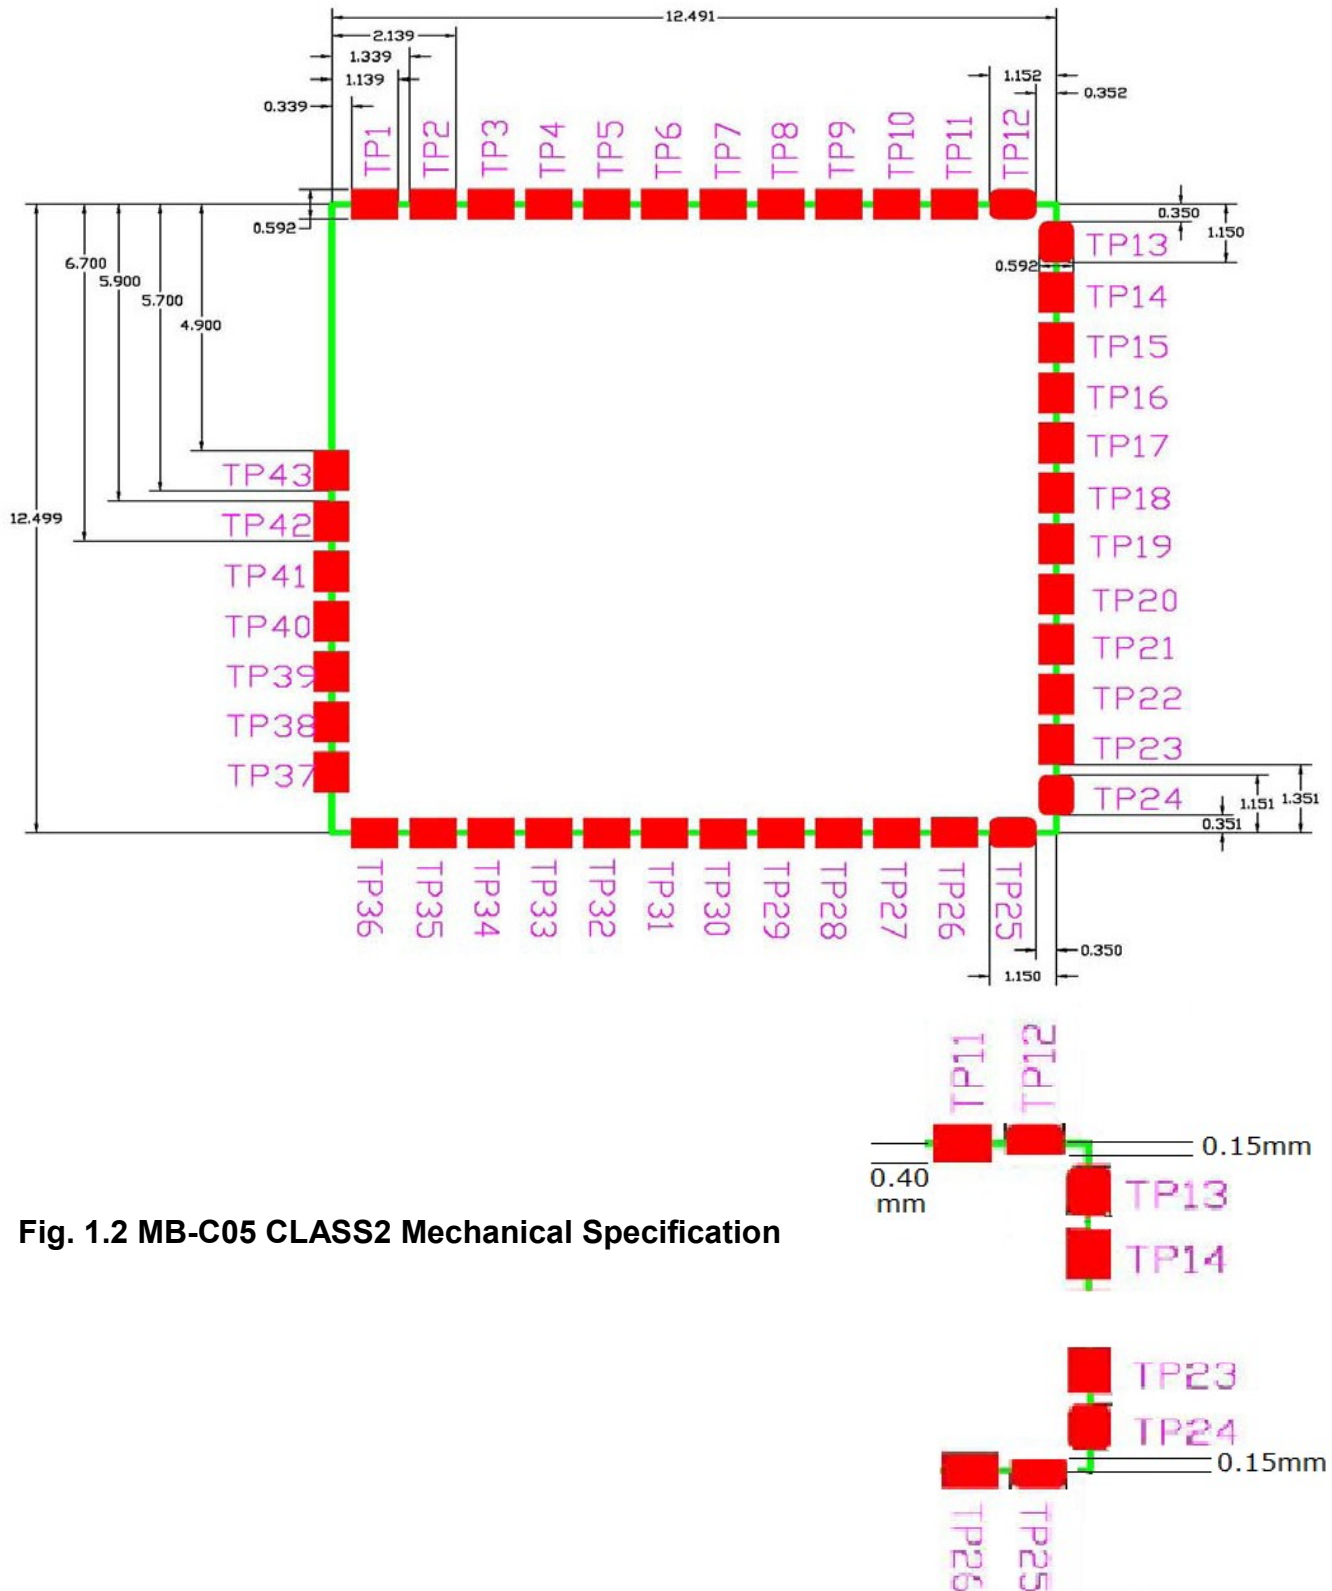 12.491
2.139
1.339
1.152
1.139
0.352
0.339
TP1 TP2 TP3 TP4 TP5 TP6 TP7 TP8 TP9 TP10 TP11 TP12
0.592
0.350
1.150
TP13
0.592
6.700
5.900
5.700
4.900
TP14
TP15
TP16
TP17
TP43
TP18
12.499
TP42
TP19
TP41
TP20
TP40
TP21
TP39
TP22
TP38
TP23
TP37
TP24
1.151
1.351
0.351
TP36 TP35 TP34 TP33 TP32 TP31 TP30 TP29 TP28 TP27 TP26 TP25
0.350
1.150
TP11 TP12
0.15mm
0.40
mm
TP13
Fig. 1.2 MB-C05 CLASS2 Mechanical Specification
TP14
TP23
TP24
0.15mm
TP26 TP25